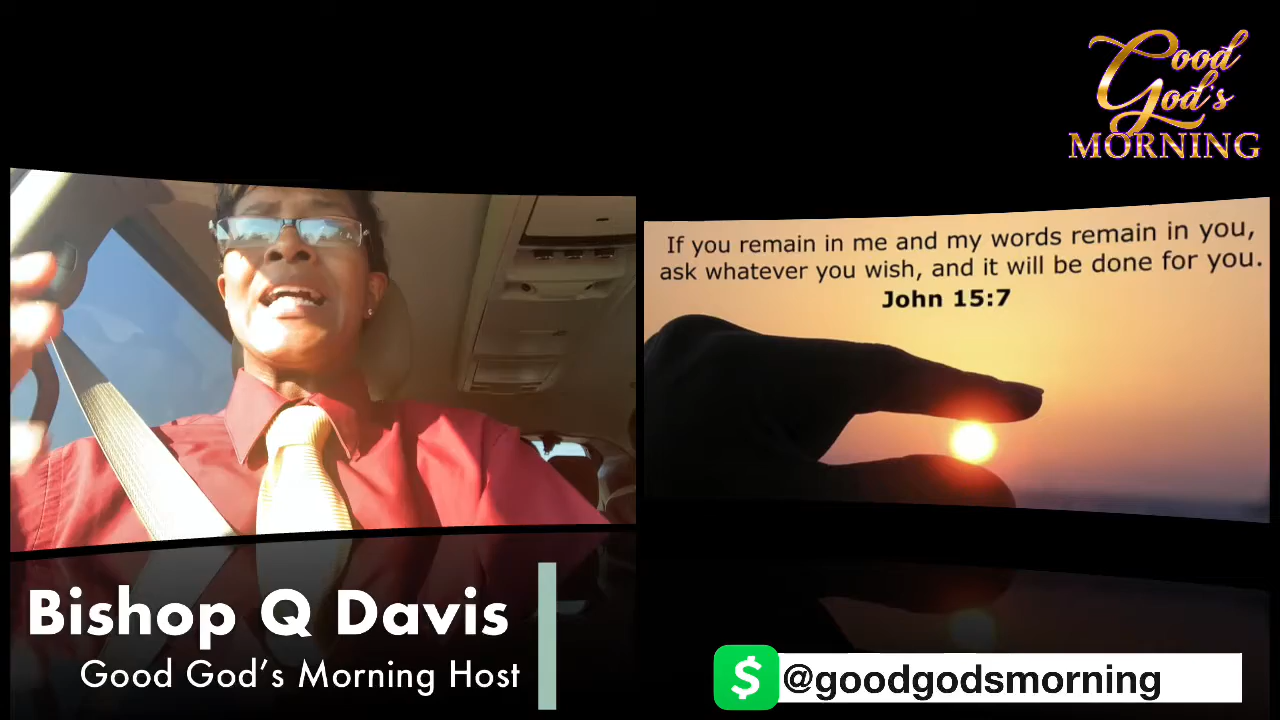 Good
God's
MORNING
If you remain in me and my words remain in you,
ask whatever you wish, and it will be done for you.
John 15:7
Bishop Q Davis
Good God's Morning Host
$ @goodgodsmorning